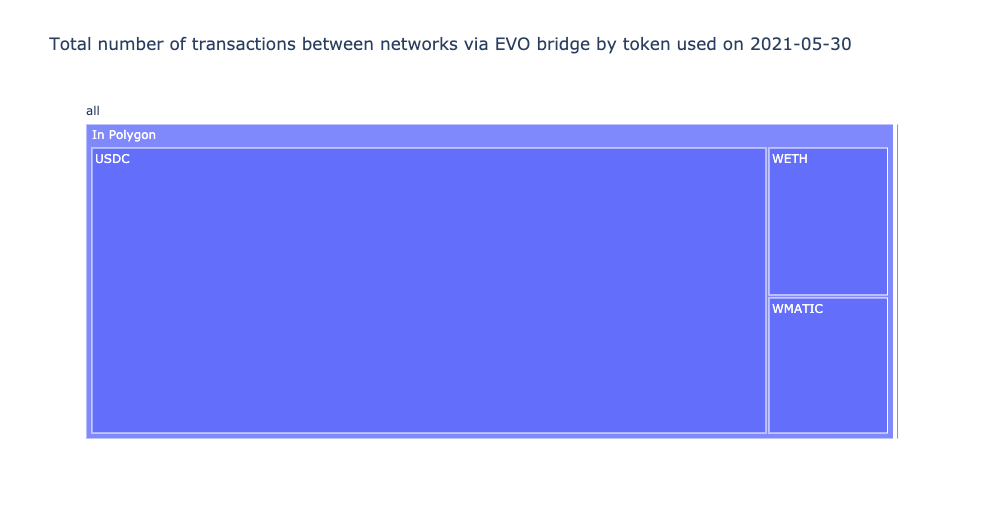 Total number of transactions between networks via EVO bridge by token used on 2021-05-30
all
In Polygon
USDC
WETH
WMATIC